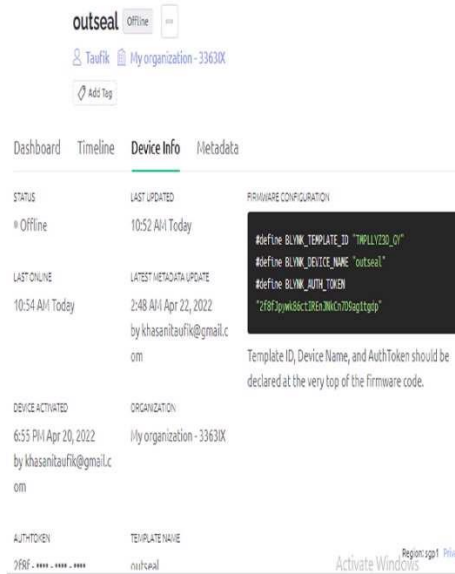 outseal Offline ...
Taufik My organization - 3363IX
Add Tag
Dashboard Timeline Device Info Metadata
STATUS
Offline
LAST UPDATED
10:52 AM Today
FIRMWARE CONFIGURATION
#define BLYNK_TEMPLATE_ID "TMPLLYZ3O_GY"
#define BLYNK_DEVICE_NAME "outseal"
#define BLYNK_AUTH_TOKEN
Template ID, Device Name, and AuthToken should be
declared at the very top of the firmware code.
LAST ONLINE
10:54 AM Today
LATEST METADATA UPDATE
2:48 AM Apr 22, 2022
by khasanitaufik@gmail.c
om
DEVICE ACTIVATED
6:55 PM Apr 20, 2022
by khasanitaufik@gmail.c
om
ORGANIZATION
My organization - 3363IX
AUTHTOKEN
2f8f - •••• - •••• - ••••
TEMPLATE NAME
outseal
Activate Windows
Region: sgp1